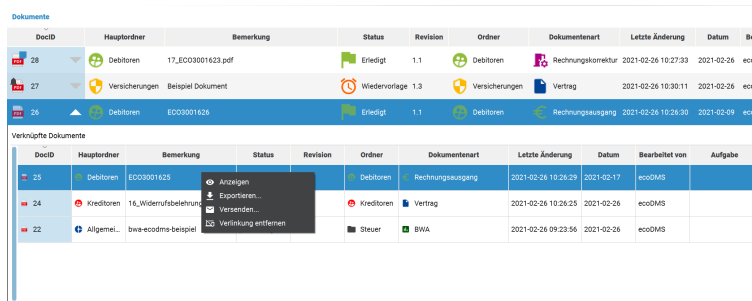 Dokumente
DocID Hauptordner Bemerkung Status Revision Ordner Dokumentenart Letzte Änderung Datum
28 Debitoren 17_ECO3001623.pdf Erledigt 1.1 Debitoren Rechnungskorrektur 2021-02-26 10:27:33 2021-02-26
27 Versicherungen Beispiel Dokument Wiedervorlage 1.3 Versicherungen Vertrag 2021-02-26 10:30:11 2021-02-26
26 Debitoren ECO3001626 Erledigt 1.1 Debitoren Rechnungsausgang 2021-02-26 10:26:30 2021-02-09
Verknüpfte Dokumente
DocID Hauptordner Bemerkung Status Revision Ordner Dokumentenart Letzte Änderung Datum Bearbeitet von Aufgabe
25 Debitoren ECO3001625 Debitoren Rechnungsausgang 2021-02-26 10:26:29 2021-02-17 ecoDMS
Anzeigen
Exportieren...
Versenden...
Verlinkung entfernen
24 Kreditoren 16_Widerrufsbelehrung Kreditoren Vertrag 2021-02-26 10:26:25 2021-02-26 ecoDMS
22 Allgemei... bwa-ecodms-beispiel Steuer BWA 2021-02-26 09:23:56 2021-02-26 ecoDMS